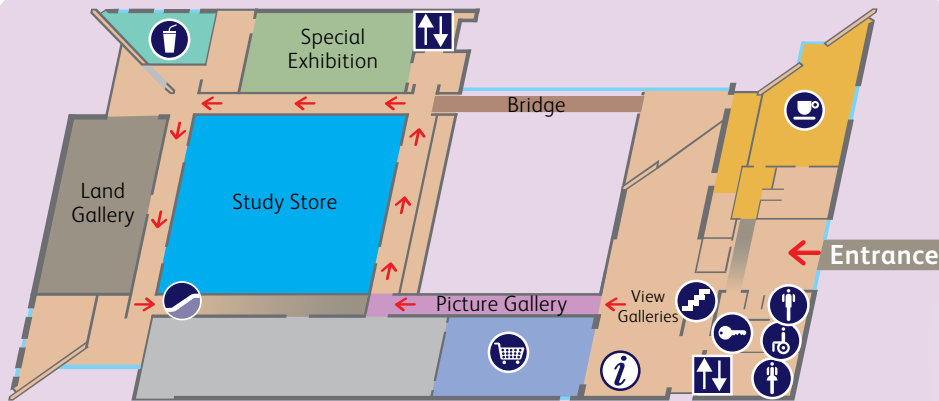 Special
Exhibition
Bridge
Land
Gallery
Study Store
Entrance
View
Galleries
Picture Gallery
i